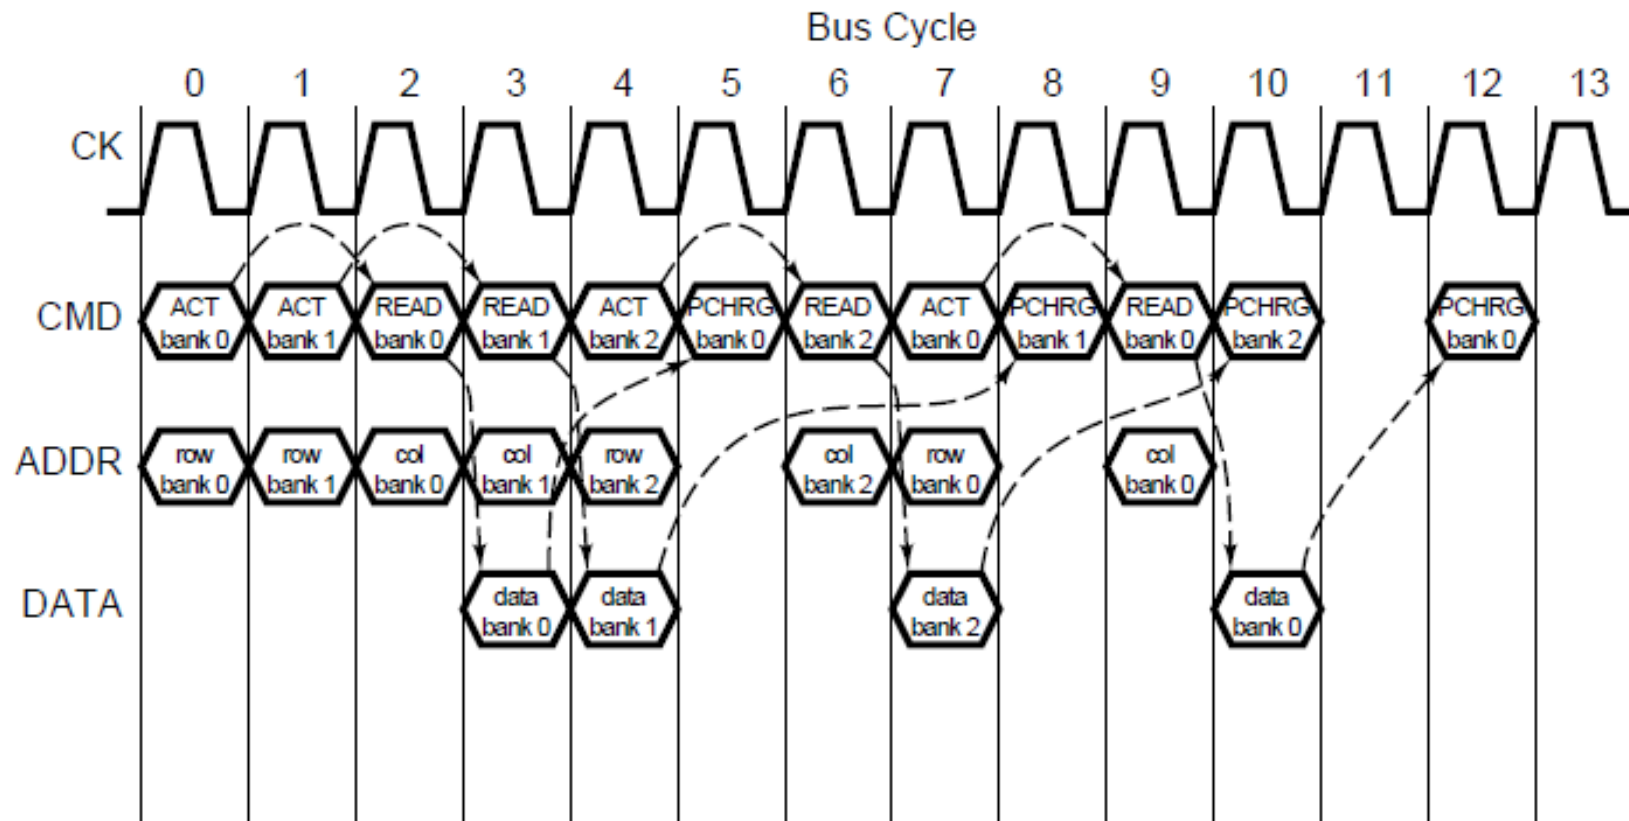 Bus Cycle
0 1 2 3 4 5 6 7 8 9 10 11 12 13
CK
CMD
ACT ACT READ READ ACT PCHRG READ ACT PCHRG READ PCHRG PCHRG
bank 0 bank 1 bank 0 bank 1 bank 2 bank 0 bank 2 bank 0 bank 1 bank 0 bank 2 bank 0
ADDR
row row col col row col row col
bank 0 bank 1 bank 0 bank 1 bank 2 bank 2 bank 0 bank 0
DATA
data data data data
bank 0 bank 1 bank 2 bank 0